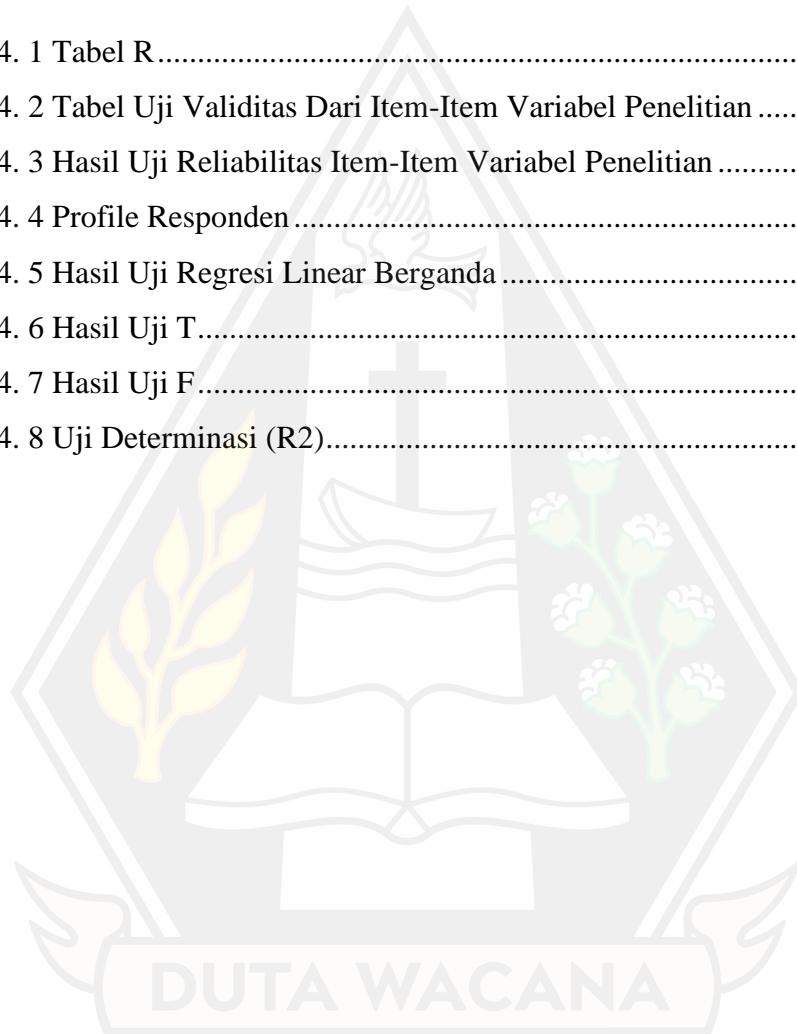 4. 1 Tabel R........................................................................................
4. 2 Tabel Uji Validitas Dari Item-Item Variabel Penelitian .....
4. 3 Hasil Uji Reliabilitas Item-Item Variabel Penelitian ..........
4. 4 Profile Responden ...............................................................
4. 5 Hasil Uji Regresi Linear Berganda .....................................
4. 6 Hasil Uji T...........................................................................
4. 7 Hasil Uji F...........................................................................
4. 8 Uji Determinasi (R2)...........................................................
DUTA WACANA